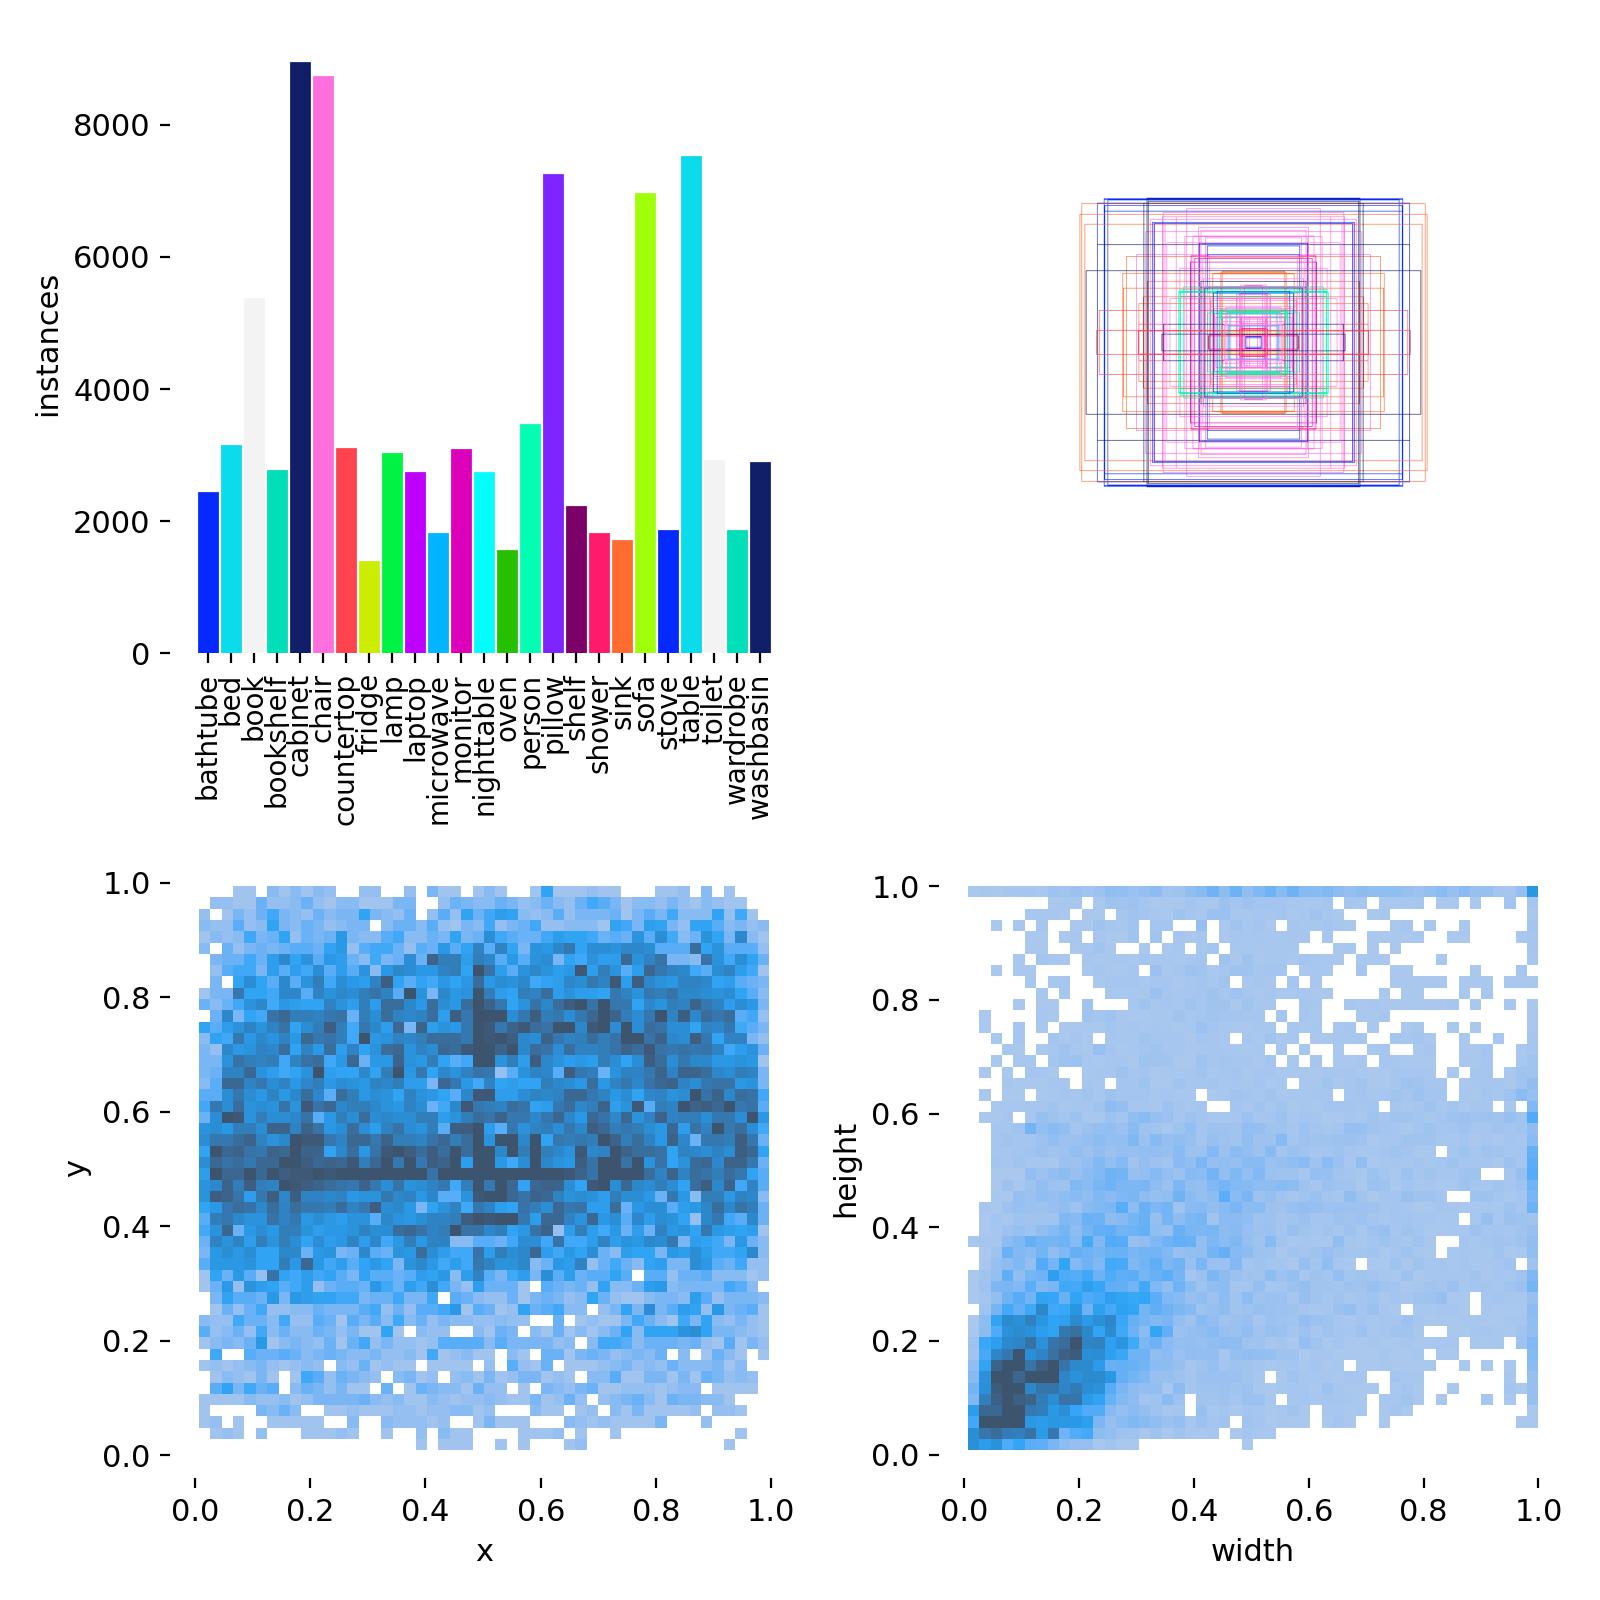 instances
8000
6000
4000
2000
0
bathtube
bed
book
bookshelf
cabinet
chair
countertop
fridge
lamp
laptop
microwave
monitor
nighttable
oven
person
pillow
shelf
shower
sink
sofa
stove
table
toilet
wardrobe
washbasin
y
1.0
0.8
0.6
0.4
0.2
0.0
0.0 0.2 0.4 0.6 0.8 1.0
x
height
1.0
0.8
0.6
0.4
0.2
0.0
0.0 0.2 0.4 0.6 0.8 1.0
width